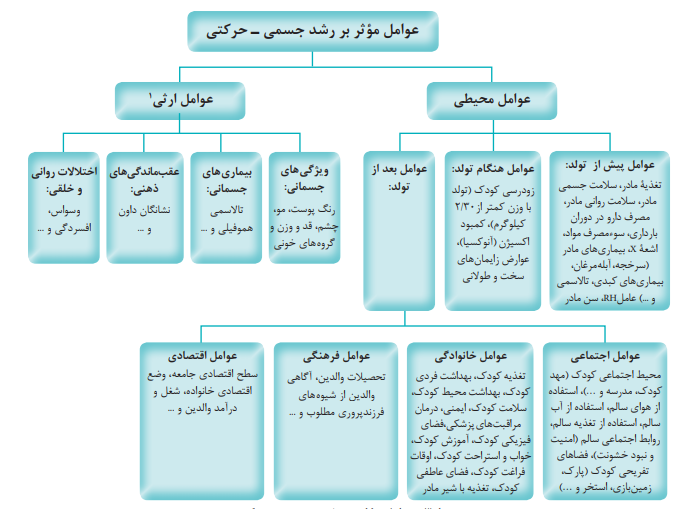 عوامل مؤثر بر رشد جسمی ــ حرکتی
عوامل محیطی
عوامل ارثی۱
عوامل پیش از تولد:
تغذیهٔ مادر، سلامت جسمی
مادر، سلامت روانی مادر،
مصرف دارو در دوران
بارداری، سوءمصرف مواد،
اشعهٔ X، بیماری‌های مادر
(سرخجه، آبله‌مرغان،
بیماری‌های کبدی، تالاسمی
و ...) عاملRH، سن مادر
عوامل هنگام تولد:
زودرسی کودک (تولد
با وزن کمتر از ۲/۳۰
کیلوگرم)، کمبود
اکسیژن (آنوکسیا)،
عوارض زایمان‌های
سخت و طولانی
عوامل بعد از
تولد:
ویژگی‌های
جسمانی:
رنگ پوست، مو،
چشم، قد و وزن و
گروه‌های خونی
بیماری‌های
جسمانی:
تالاسمی
هموفیلی و ...
عقب‌ماندگی‌های
ذهنی:
نشانگان داون
و ...
اختلالات روانی
و خلقی:
وسواس،
افسردگی و ...
عوامل اجتماعی
محیط اجتماعی کودک (مهد
کودک، مدرسه و ...)، استفاده
از هوای سالم، استفاده از آب
سالم، استفاده از تغذیه سالم،
روابط اجتماعی سالم (امنیت
و نبود خشونت)، فضاهای
تفریحی کودک (پارک،
زمین‌بازی، استخر و ...)
عوامل خانوادگی
تغذیه کودک، بهداشت فردی
کودک، بهداشت محیط کودک،
سلامت کودک، ایمنی، درمان
مراقبت‌های پزشکی،فضای
فیزیکی کودک، آموزش کودک،
خواب و استراحت کودک، اوقات
فراغت کودک، فضای عاطفی
کودک، تغذیه با شیر مادر
عوامل فرهنگی
تحصیلات والدین، آگاهی
والدین از شیوه‌های
فرزندپروری مطلوب و ...
عوامل اقتصادی
سطح اقتصادی جامعه، وضع
اقتصادی خانواده، شغل و
درآمد والدین و ...